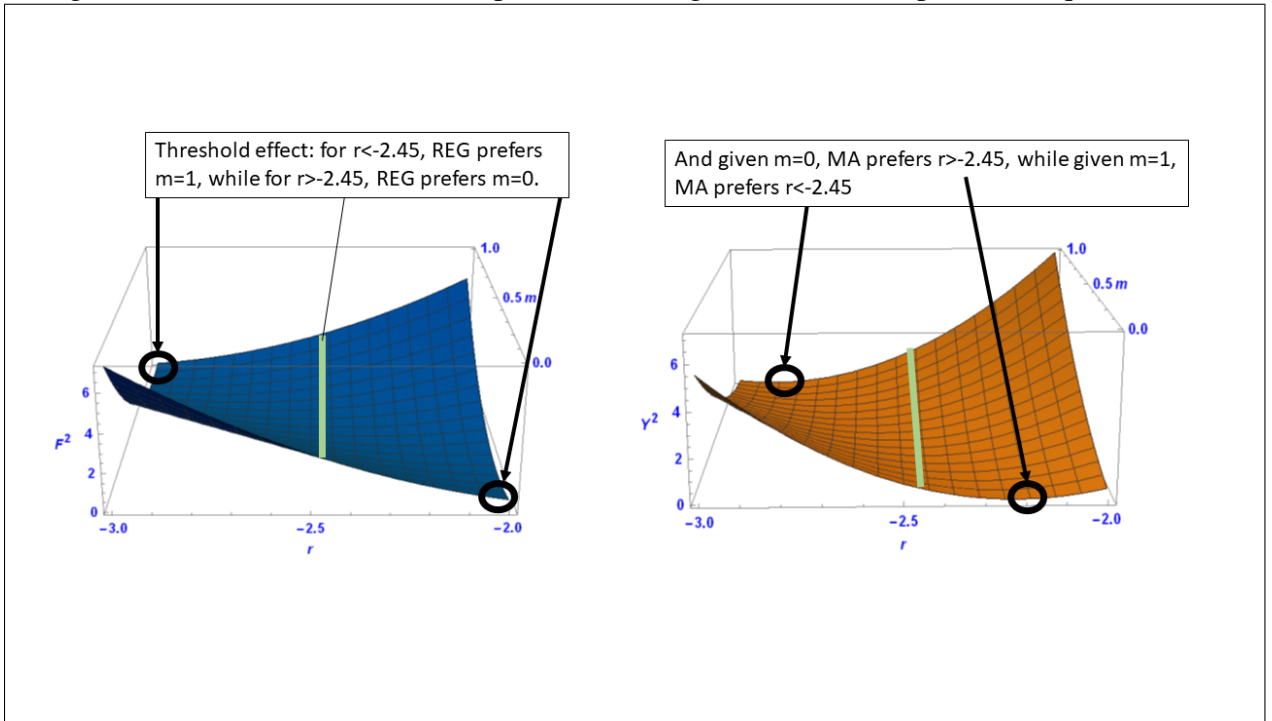 Threshold effect: for r<-2.45, REG prefers
m=1, while for r>-2.45, REG prefers m=0.
And given m=0, MA prefers r>-2.45, while given m=1,
MA prefers r<-2.45
1.0
0.5 m
0.0
6
4
2
0
F²
-3.0
-2.5
-2.0
r
1.0
0.5 m
0.0
6
4
2
0
Y²
-3.0
-2.5
-2.0
r